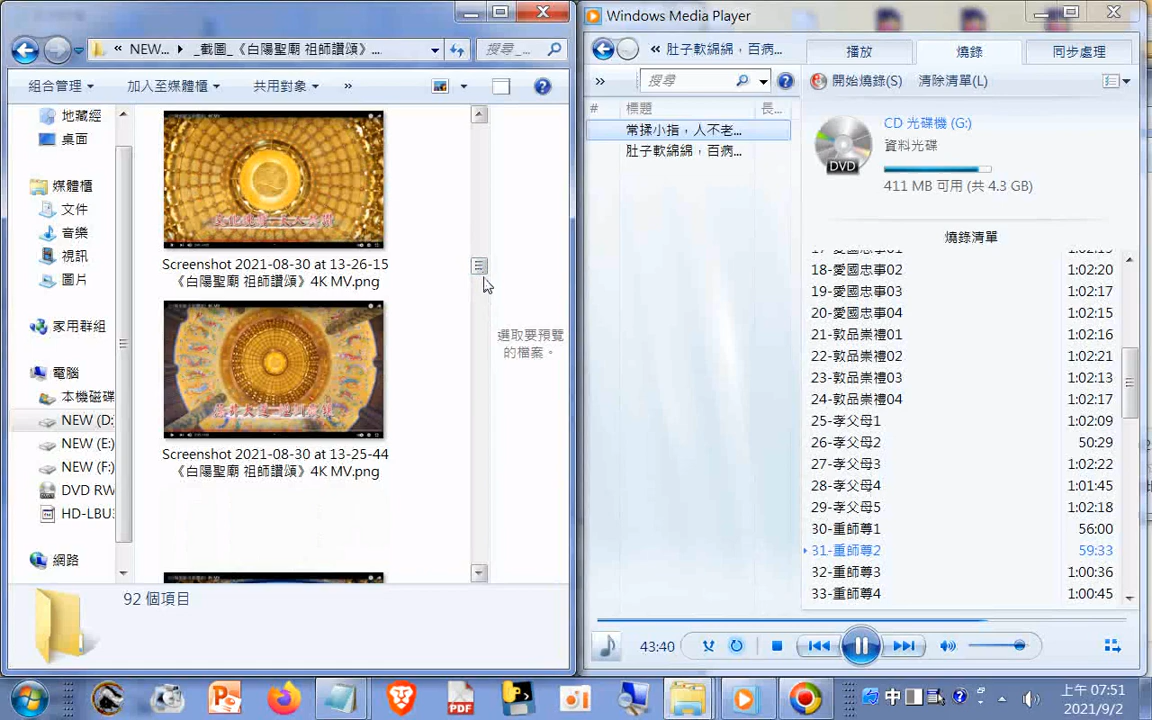 « NEW... ▸ _截圖_《白陽聖廟 祖師讚頌》...
搜尋_...
組合管理
加入至媒體櫃
共用對象
»
地藏經
桌面
媒體櫃
文件
音樂
視訊
圖片
家用群組
電腦
本機磁碟
NEW (D:
NEW (E:)
NEW (F:)
DVD RW
HD-LBU3
網路
Screenshot 2021-08-30 at 13-26-15
《白陽聖廟 祖師讚頌》4K MV.png
Screenshot 2021-08-30 at 13-25-44
《白陽聖廟 祖師讚頌》4K MV.png
選取要預覽
的檔案。
92 個項目
Windows Media Player
« 肚子軟綿綿，百病...
播放
燒錄
同步處理
»
搜尋
開始燒錄(S)
清除清單(L)
#
標題
長...
常揉小指，人不老...
肚子軟綿綿，百病...
DVD
CD 光碟機 (G:)
資料光碟
411 MB 可用 (共 4.3 GB)
燒錄清單
18-愛國忠事02 1:02:20
19-愛國忠事03 1:02:17
20-愛國忠事04 1:02:15
21-敦品崇禮01 1:02:16
22-敦品崇禮02 1:02:21
23-敦品崇禮03 1:02:13
24-敦品崇禮04 1:02:17
25-孝父母1 1:02:09
26-孝父母2 50:29
27-孝父母3 1:02:22
28-孝父母4 1:01:45
29-孝父母5 1:02:18
30-重師尊1 56:00
31-重師尊2 59:33
32-重師尊3 1:00:36
33-重師尊4 1:00:45
43:40
PDF
中
上午 07:51
2021/9/2